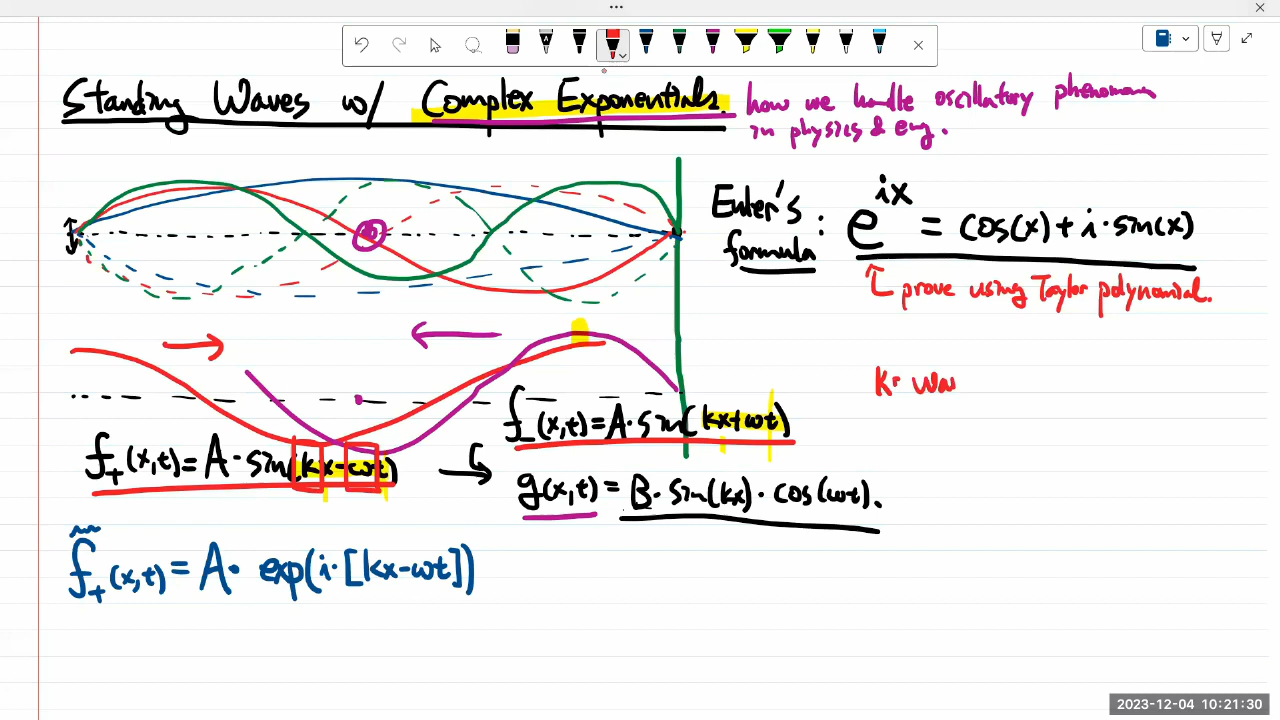 Standing Waves w/ Complex Exponentials.
how we handle oscillatory phenomena
in physics & eng.
Euler's
formula : e^{ix} = cos(x) + i·sin(x)
prove using Taylor polynomial.
k: wav
f_-(x,t) = A·sin(kx+ωt)
f_+(x,t) = A·sin(kx-ωt)
g(x,t) = B·sin(kx)·cos(ωt).
f̃_+(x,t) = A· exp(i·[kx-ωt])
2023-12-04 10:21:30